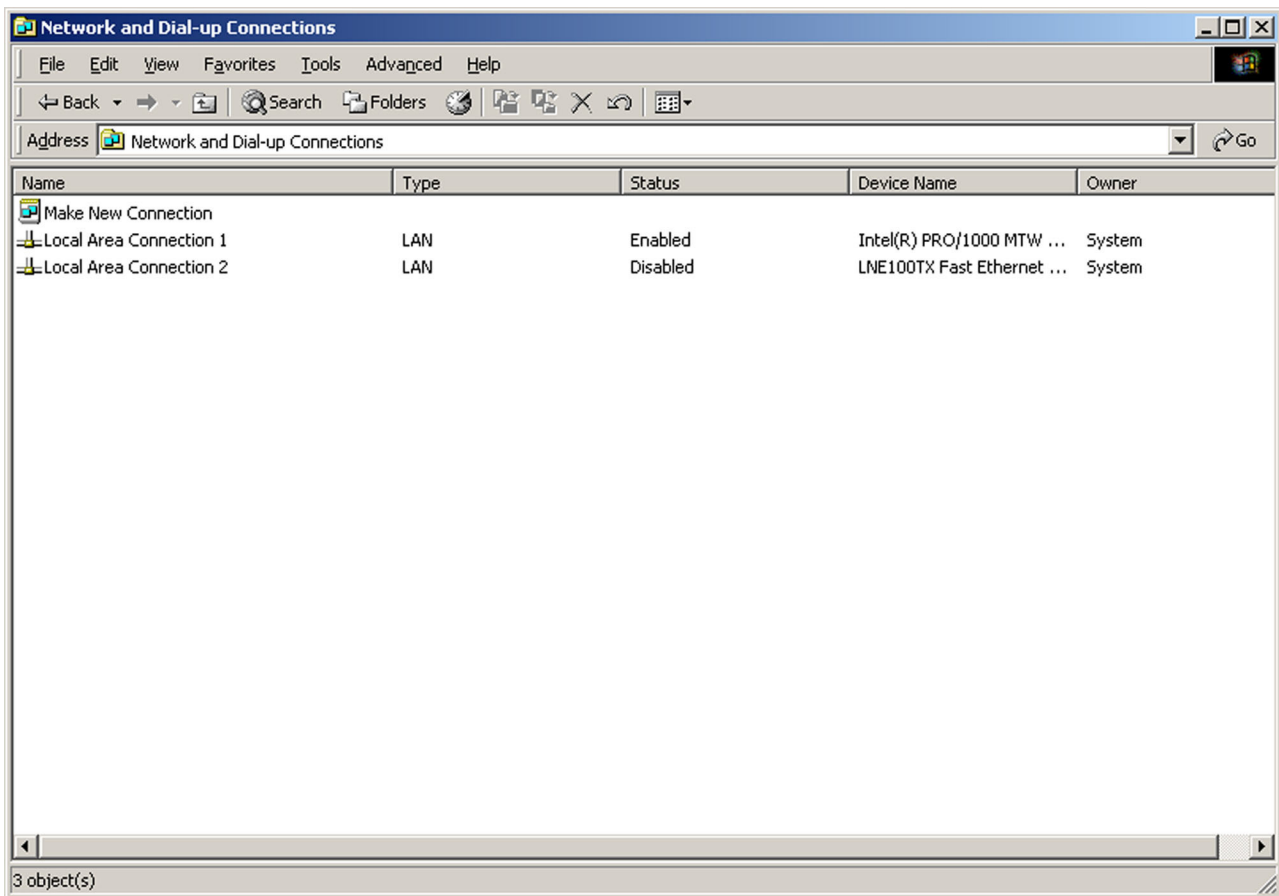 Network and Dial-up Connections
File Edit View Favorites Tools Advanced Help
Back Search Folders
Address Network and Dial-up Connections Go
Name Type Status Device Name Owner
Make New Connection
Local Area Connection 1 LAN Enabled Intel(R) PRO/1000 MTW ... System
Local Area Connection 2 LAN Disabled LNE100TX Fast Ethernet ... System
3 object(s)